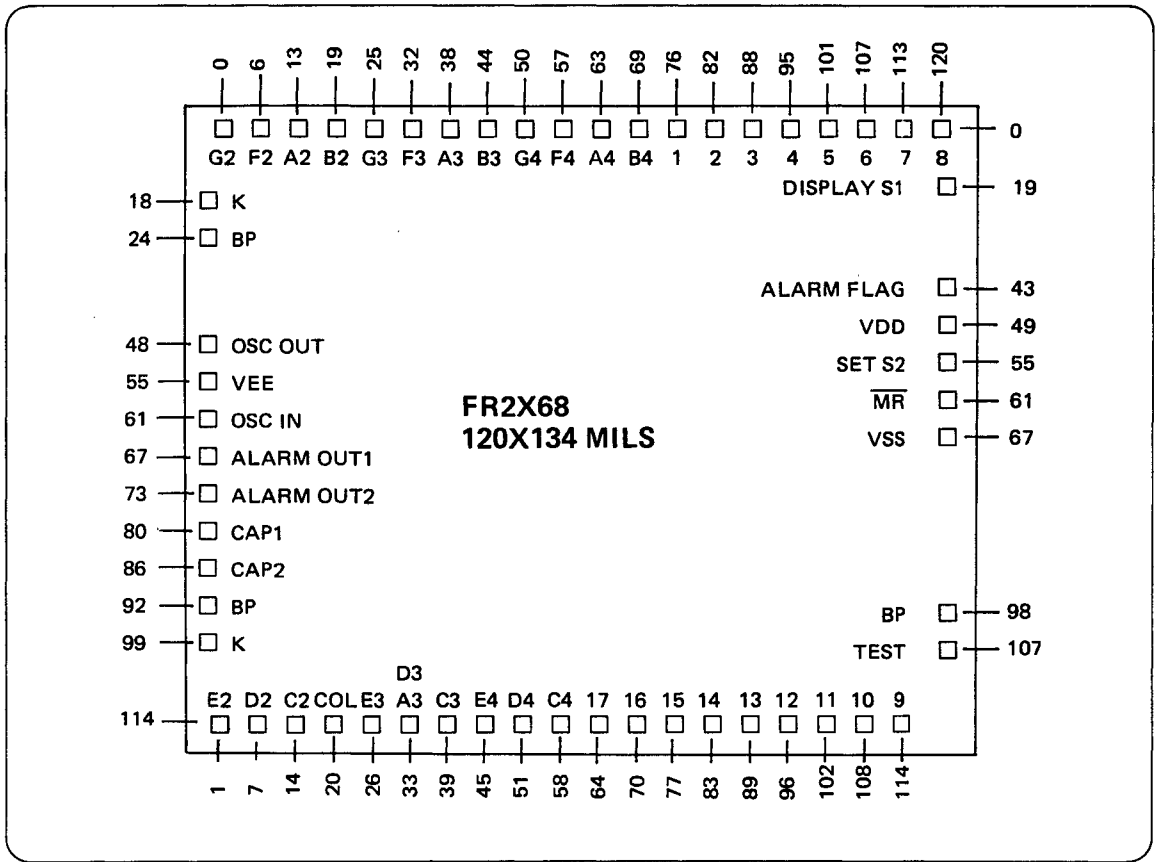 0 6 13 19 25 32 38 44 50 57 63 69 76 82 88 95 101 107 113 120
0
G2 F2 A2 B2 G3 F3 A3 B3 G4 F4 A4 B4 1 2 3 4 5 6 7 8
DISPLAY S1 19
18 K
24 BP
ALARM FLAG 43
VDD 49
48 OSC OUT
SET S2 55
55 VEE
MR 61
61 OSC IN
FR2X68
120X134 MILS
VSS 67
67 ALARM OUT1
73 ALARM OUT2
80 CAP1
86 CAP2
92 BP
BP 98
99 K
TEST 107
D3
E2 D2 C2 COL E3 A3 C3 E4 D4 C4 17 16 15 14 13 12 11 10 9
114
1 7 14 20 26 33 39 45 51 58 64 70 77 83 89 96 102 108 114